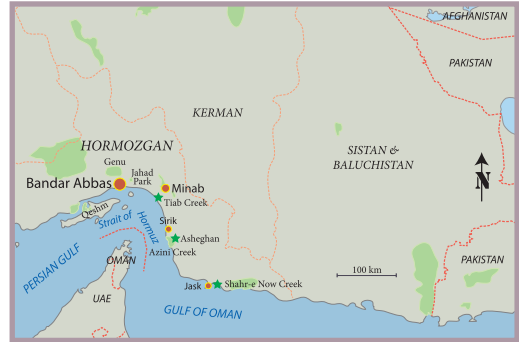 AFGHANISTAN
PAKISTAN
KERMAN
HORMOZGAN
SISTAN &
BALUCHISTAN
Genu
Jahad
Park
Bandar Abbas
Minab
Tiab Creek
N
Qeshm
Strait of
Hormuz
Sirik
Asheghan
Azini Creek
PERSIAN GULF
OMAN
PAKISTAN
100 km
Jask
Shahr-e Now Creek
UAE
GULF OF OMAN